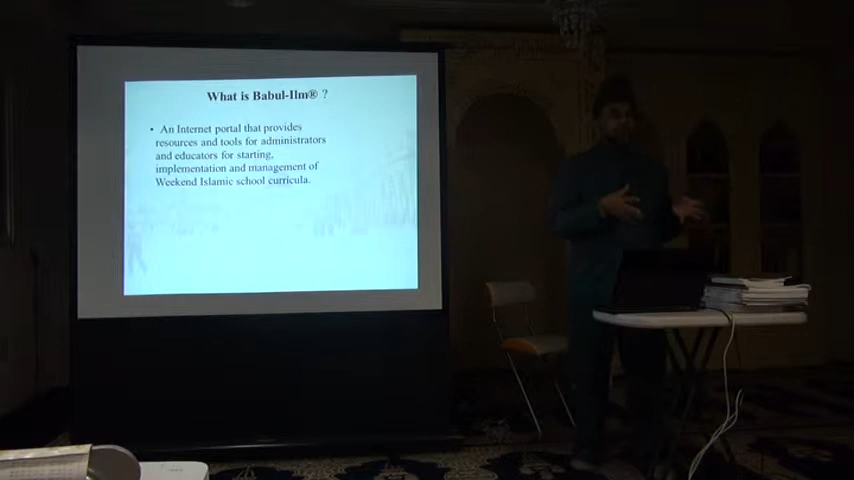 What is Babul-Ilm® ?
• An Internet portal that provides
resources and tools for administrators
and educators for starting,
implementation and management of
Weekend Islamic school curricula.